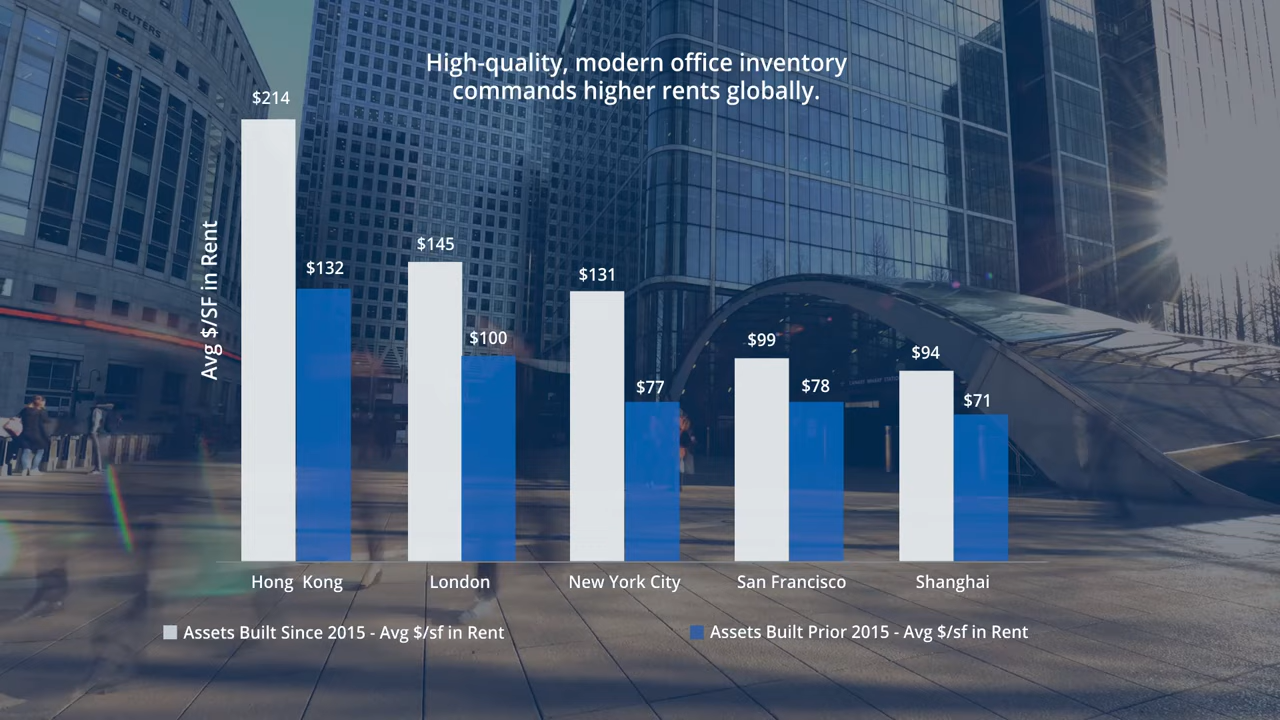 REUTERS
High-quality, modern office inventory
commands higher rents globally.
Avg $/SF in Rent
$214
$132
$145
$100
$131
$77
$99
$78
$94
$71
Hong Kong
London
New York City
San Francisco
Shanghai
Assets Built Since 2015 - Avg $/sf in Rent
Assets Built Prior 2015 - Avg $/sf in Rent